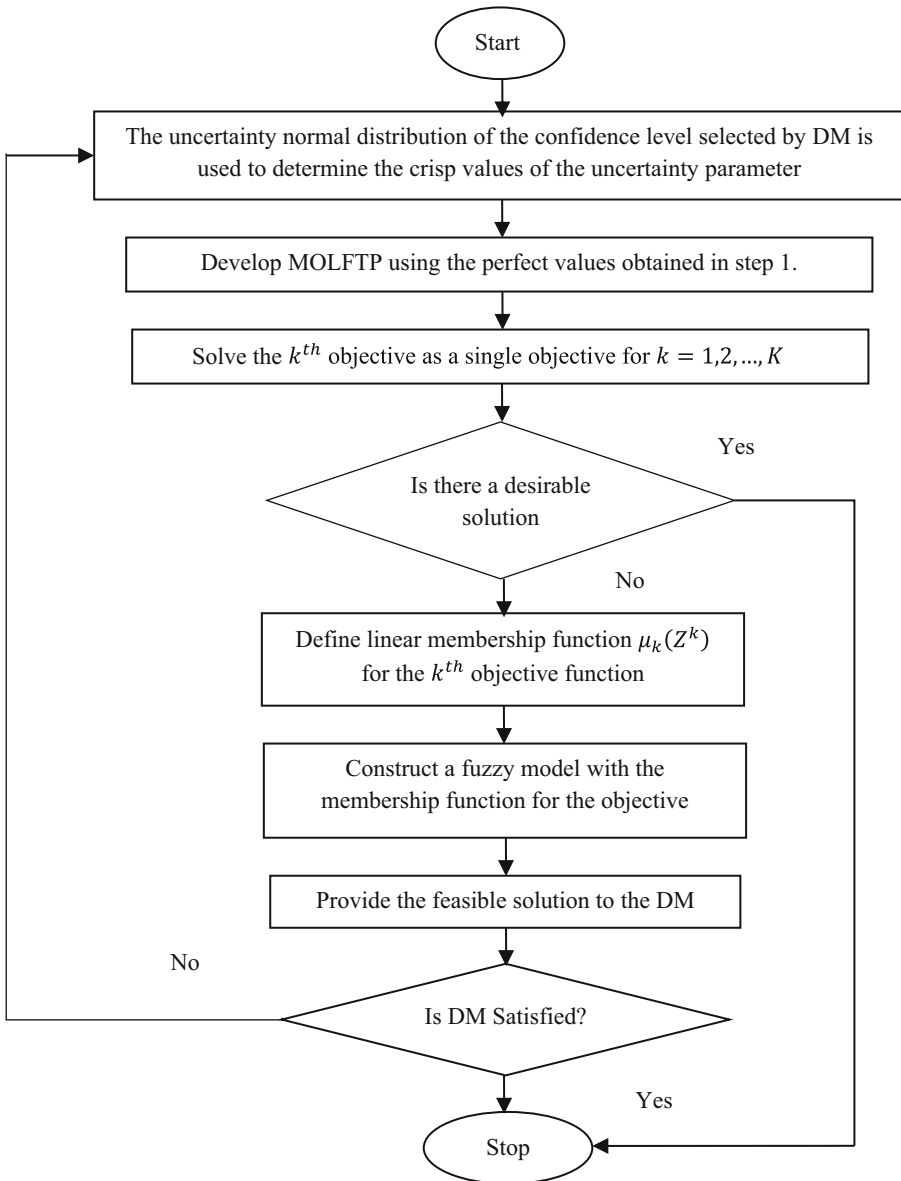 Start
The uncertainty normal distribution of the confidence level selected by DM is
used to determine the crisp values of the uncertainty parameter
Develop MOLFTP using the perfect values obtained in step 1.
Solve the k^{th} objective as a single objective for k = 1,2, …, K
Yes
Is there a desirable
solution
No
Define linear membership function μ_k(Z^k)
for the k^{th} objective function
Construct a fuzzy model with the
membership function for the objective
Provide the feasible solution to the DM
No
Is DM Satisfied?
Yes
Stop